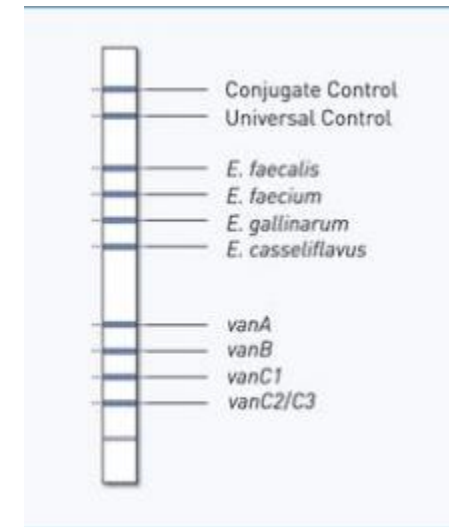 Conjugate Control
Universal Control
E. faecalis
E. faecium
E. gallinarum
E. casseliflavus
vanA
vanB
vanC1
vanC2/C3